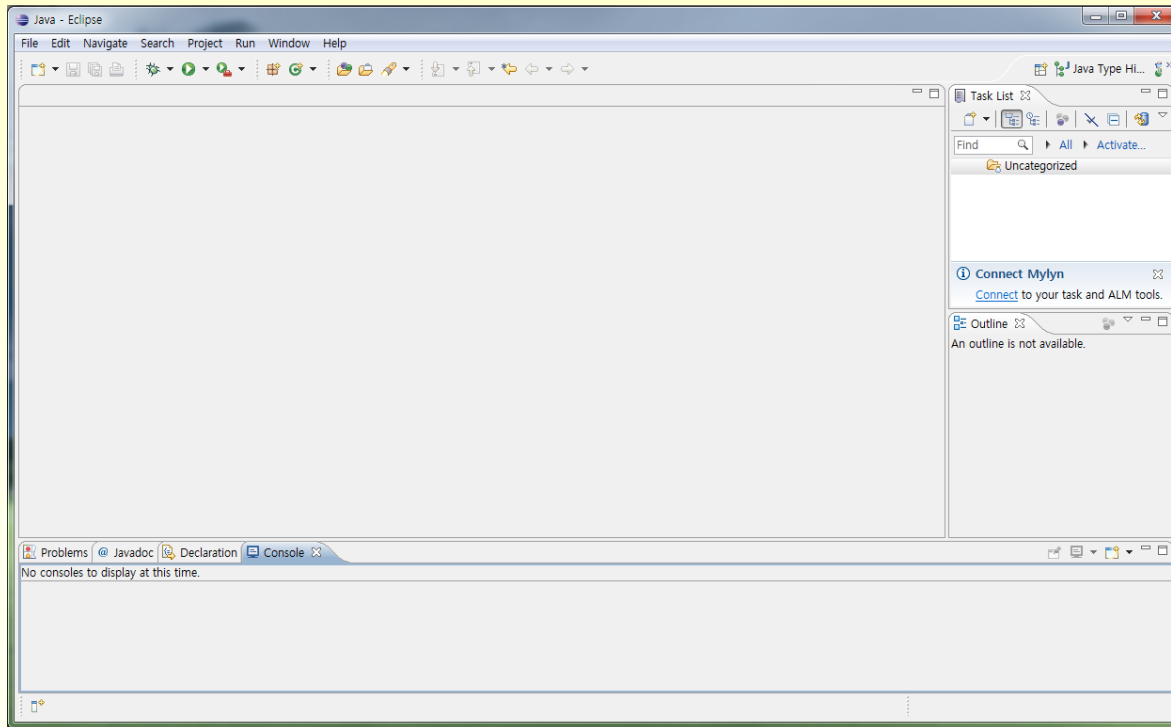 Java - Eclipse
File Edit Navigate Search Project Run Window Help
Java Type Hi...
Task List
Find All Activate...
Uncategorized
Connect Mylyn
Connect to your task and ALM tools.
Outline
An outline is not available.
Problems @ Javadoc Declaration Console
No consoles to display at this time.